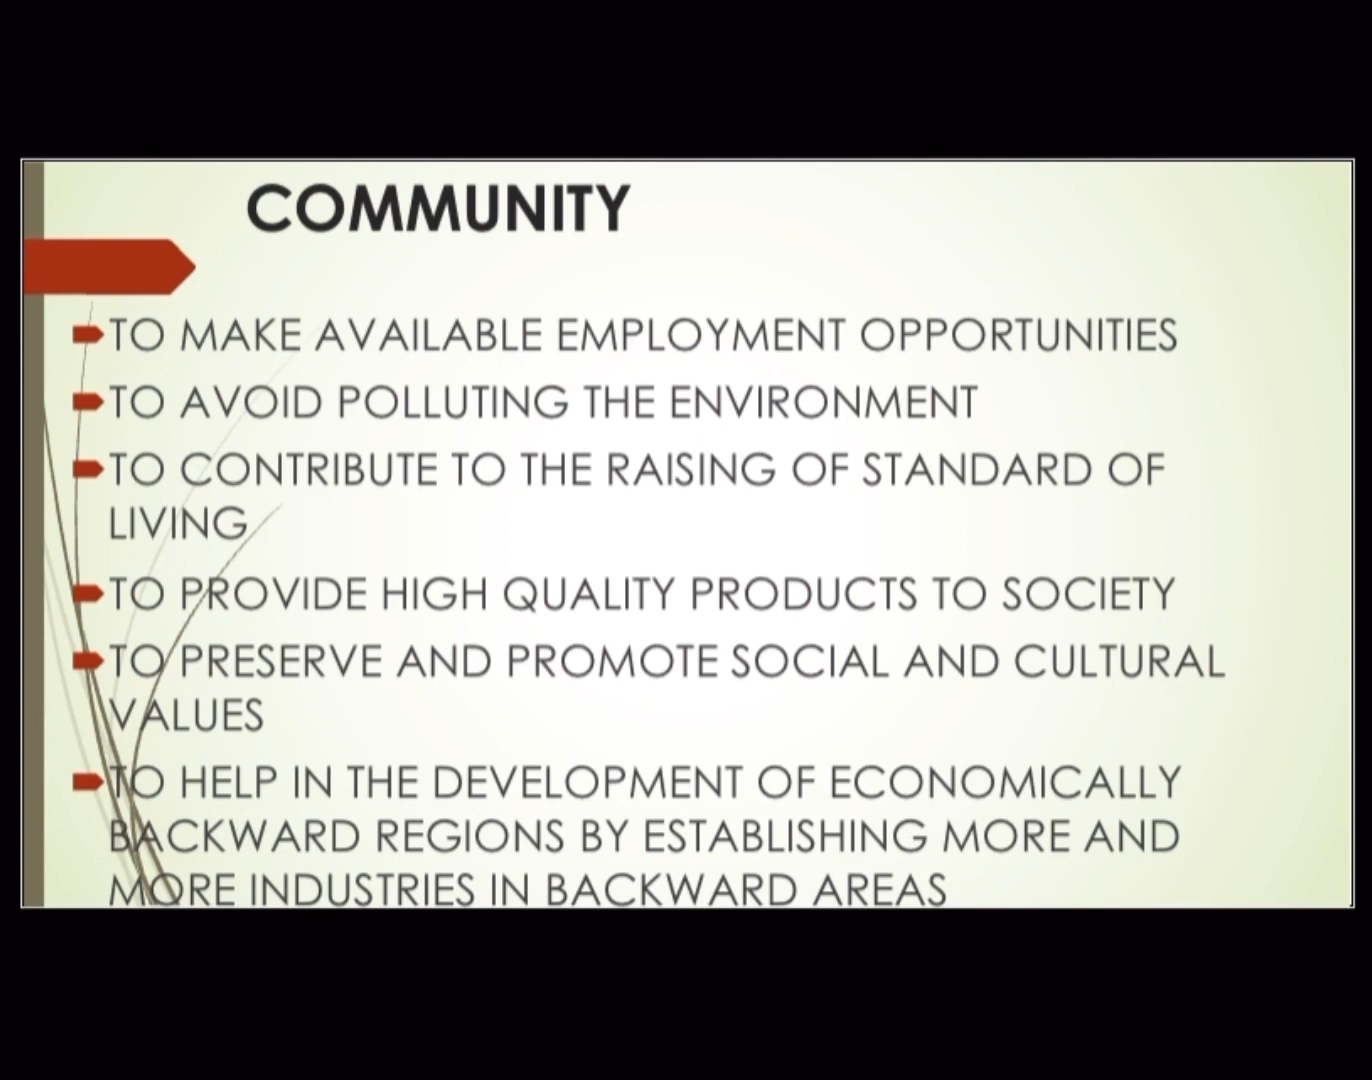 COMMUNITY
TO MAKE AVAILABLE EMPLOYMENT OPPORTUNITIES
TO AVOID POLLUTING THE ENVIRONMENT
TO CONTRIBUTE TO THE RAISING OF STANDARD OF
LIVING
TO PROVIDE HIGH QUALITY PRODUCTS TO SOCIETY
TO PRESERVE AND PROMOTE SOCIAL AND CULTURAL
VALUES
TO HELP IN THE DEVELOPMENT OF ECONOMICALLY
BACKWARD REGIONS BY ESTABLISHING MORE AND
MORE INDUSTRIES IN BACKWARD AREAS